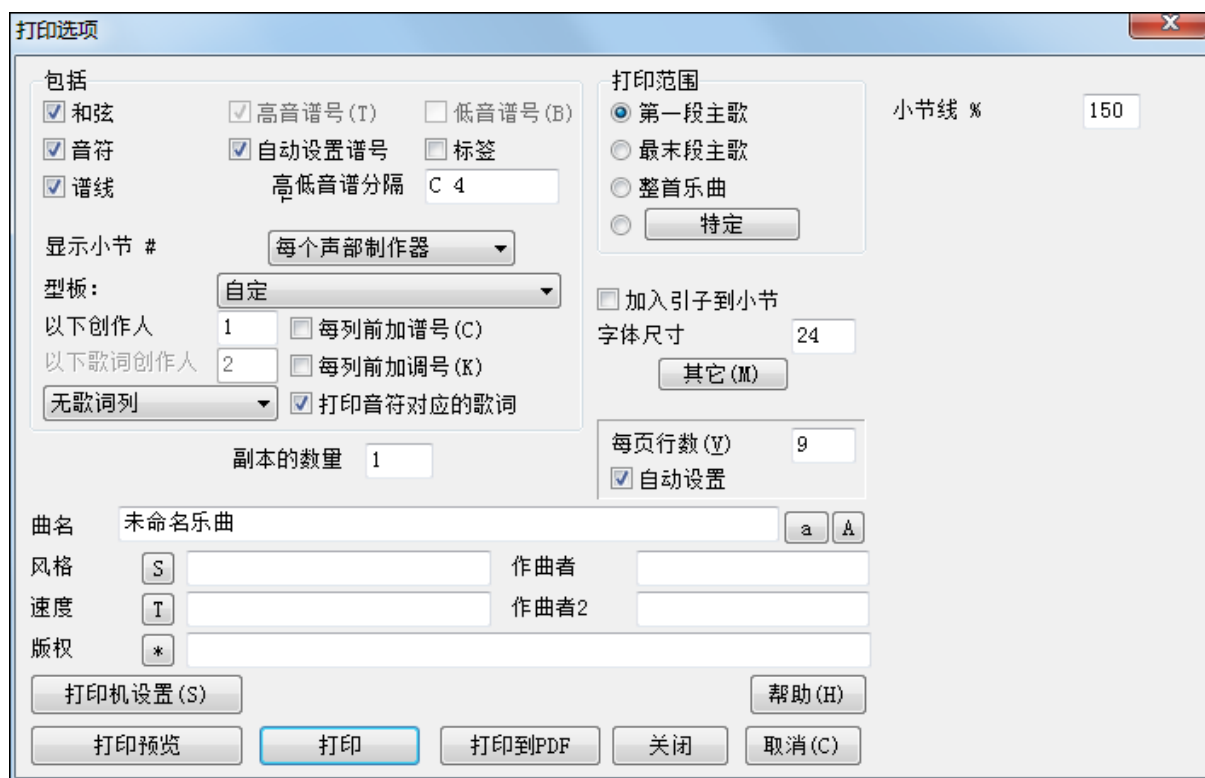 打印选项
包括
和弦 高音谱号(T) 低音谱号(B)
音符 自动设置谱号 标签
谱线 高低音谱分隔 C 4
显示小节 # 每个声部制作器
型板: 自定
以下创作人 1 每列前加谱号(C)
以下歌词创作人 2 每列前加调号(K)
无歌词列 打印音符对应的歌词
副本的数量 1
打印范围
第一段主歌
最末段主歌
整首乐曲
特定
小节线 % 150
加入引子到小节
字体尺寸 24
其它(M)
每页行数(V) 9
自动设置
曲名 未命名乐曲 a A
风格 S 作曲者
速度 T 作曲者2
版权 *
打印机设置(S) 帮助(H)
打印预览 打印 打印到PDF 关闭 取消(C)